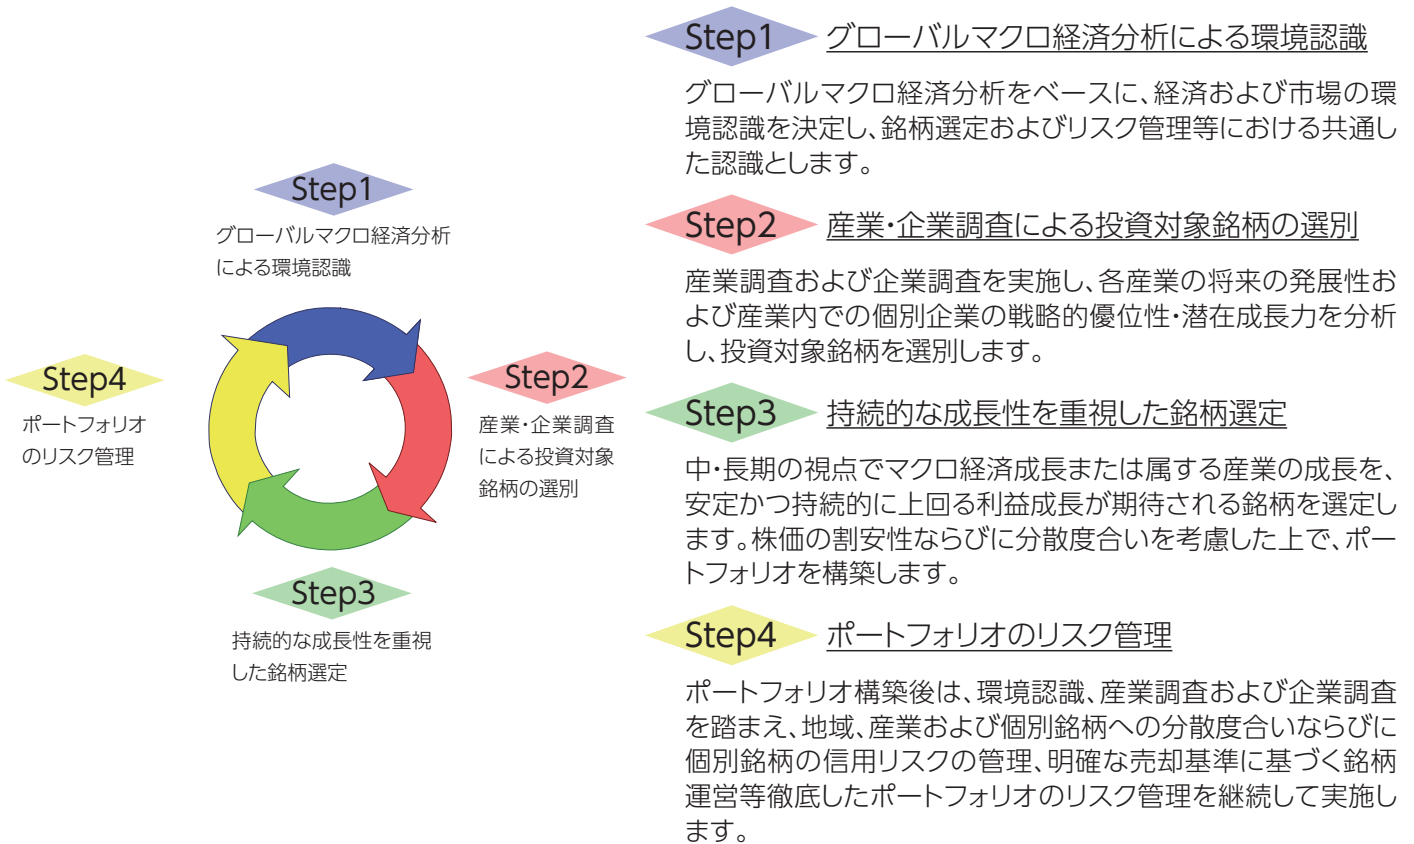 Step1
グローバルマクロ経済分析
による環境認識
Step4
ポートフォリオ
のリスク管理
Step2
産業・企業調査
による投資対象
銘柄の選別
Step3
持続的な成長性を重視
した銘柄選定
Step1 グローバルマクロ経済分析による環境認識
グローバルマクロ経済分析をベースに、経済および市場の環
境認識を決定し、銘柄選定およびリスク管理等における共通し
た認識とします。
Step2 産業・企業調査による投資対象銘柄の選別
産業調査および企業調査を実施し、各産業の将来の発展性お
よび産業内での個別企業の戦略的優位性・潜在成長力を分析
し、投資対象銘柄を選別します。
Step3 持続的な成長性を重視した銘柄選定
中・長期の視点でマクロ経済成長または属する産業の成長を、
安定かつ持続的に上回る利益成長が期待される銘柄を選定し
ます。株価の割安性ならびに分散度合いを考慮した上で、ポー
トフォリオを構築します。
Step4 ポートフォリオのリスク管理
ポートフォリオ構築後は、環境認識、産業調査および企業調査
を踏まえ、地域、産業および個別銘柄への分散度合いならびに
個別銘柄の信用リスクの管理、明確な売却基準に基づく銘柄
運営等徹底したポートフォリオのリスク管理を継続して実施し
ます。